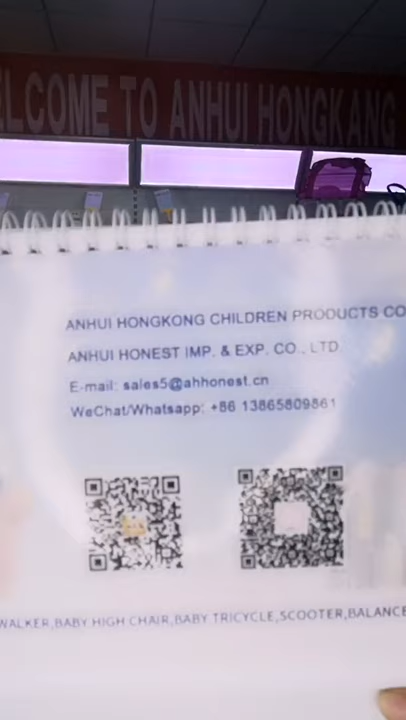 ELCOME TO ANHUI HONGKANG
ANHUI HONGKONG CHILDREN PRODUCTS CO
ANHUI HONEST IMP. & EXP. CO., LTD.
E-mail: sales5@ahhonest.cn
WeChat/Whatsapp: +86 13865809861
WALKER,BABY HIGH CHAIR,BABY TRICYCLE,SCOOTER,BALANCE